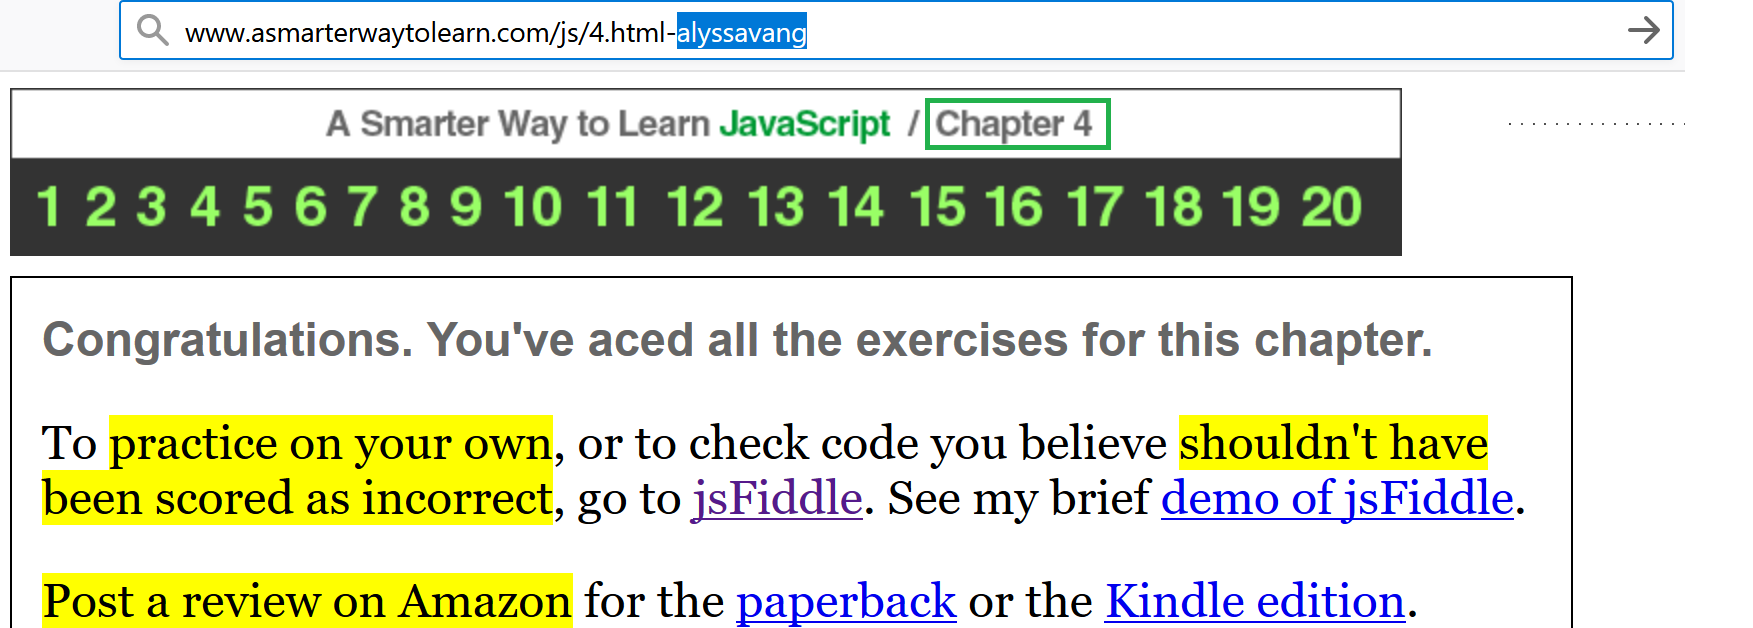 www.asmarterwaytolearn.com/js/4.html-alyssavang
A Smarter Way to Learn JavaScript / Chapter 4
1 2 3 4 5 6 7 8 9 10 11 12 13 14 15 16 17 18 19 20
Congratulations. You've aced all the exercises for this chapter.
To practice on your own, or to check code you believe shouldn't have
been scored as incorrect, go to jsFiddle. See my brief demo of jsFiddle.
Post a review on Amazon for the paperback or the Kindle edition.